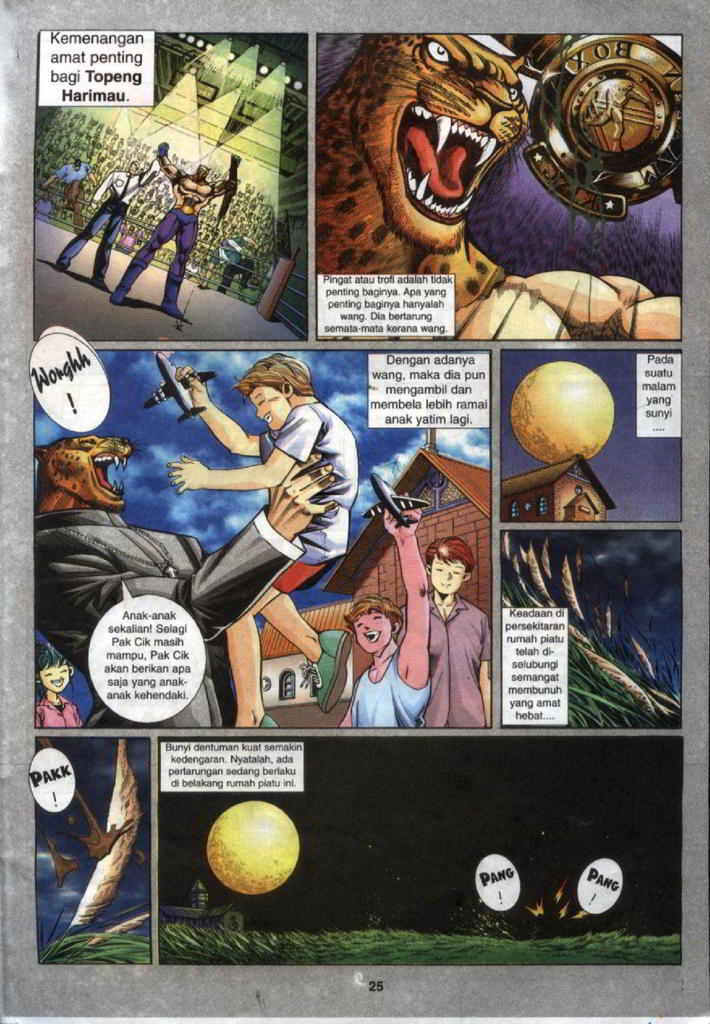 Kemenangan
amat penting
bagi Topeng
Harimau.
BOXI
Pingat atau trofi adalah tidak
penting baginya. Apa yang
penting baginya hanyalah
wang. Dia bertarung
semata-mata kerana wang.
Worghh
!
Dengan adanya
wang, maka dia pun
mengambil dan
membela lebih ramai
anak yatim lagi.
Anak-anak
sekalian! Selagi
Pak Cik masih
mampu, Pak Cik
akan berikan apa
saja yang anak-
anak kehendaki.
Pada
suatu
malam
yang
sunyi
....
Keadaan di
persekitaran
rumah piatu
telah di-
selubungi
semangat
membunuh
yang amat
hebat....
PAKK
!
Bunyi dentuman kuat semakin
kedengaran. Nyatalah, ada
pertarungan sedang berlaku
di belakang rumah piatu ini.
PANG
!
PANG
!
25